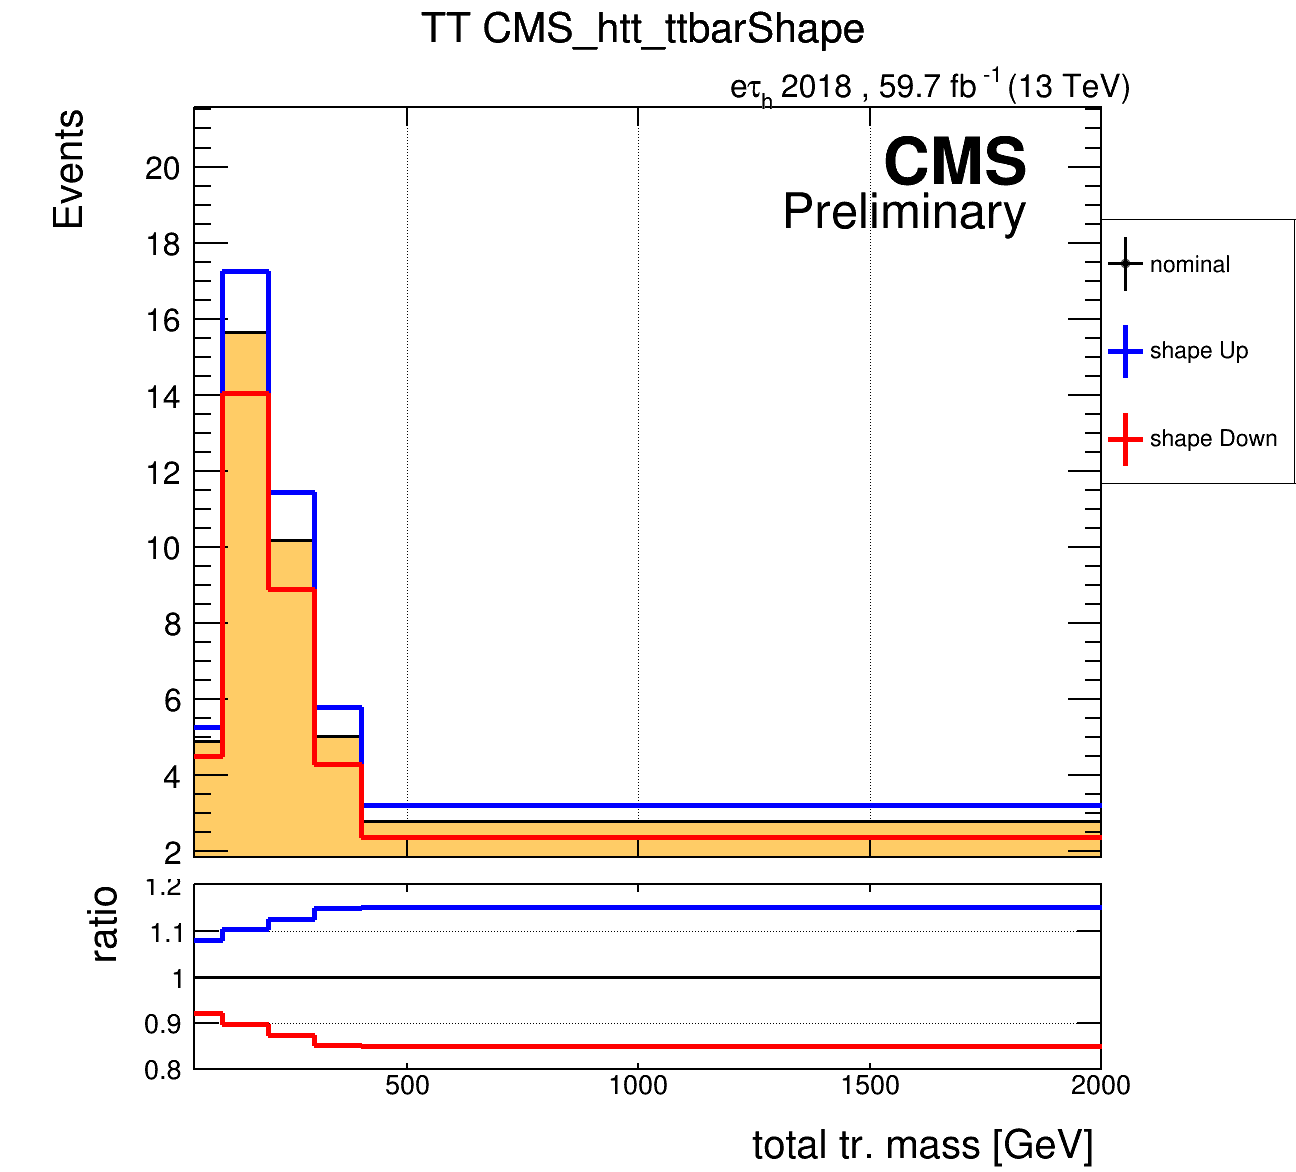 TT CMS_htt_ttbarShape
eτh 2018 , 59.7 fb-1 (13 TeV)
Events
CMS
Preliminary
20
18
16
14
12
10
8
6
4
2
nominal
shape Up
shape Down
ratio
1.2
1.1
1
0.9
0.8
500 1000 1500 2000
total tr. mass [GeV]